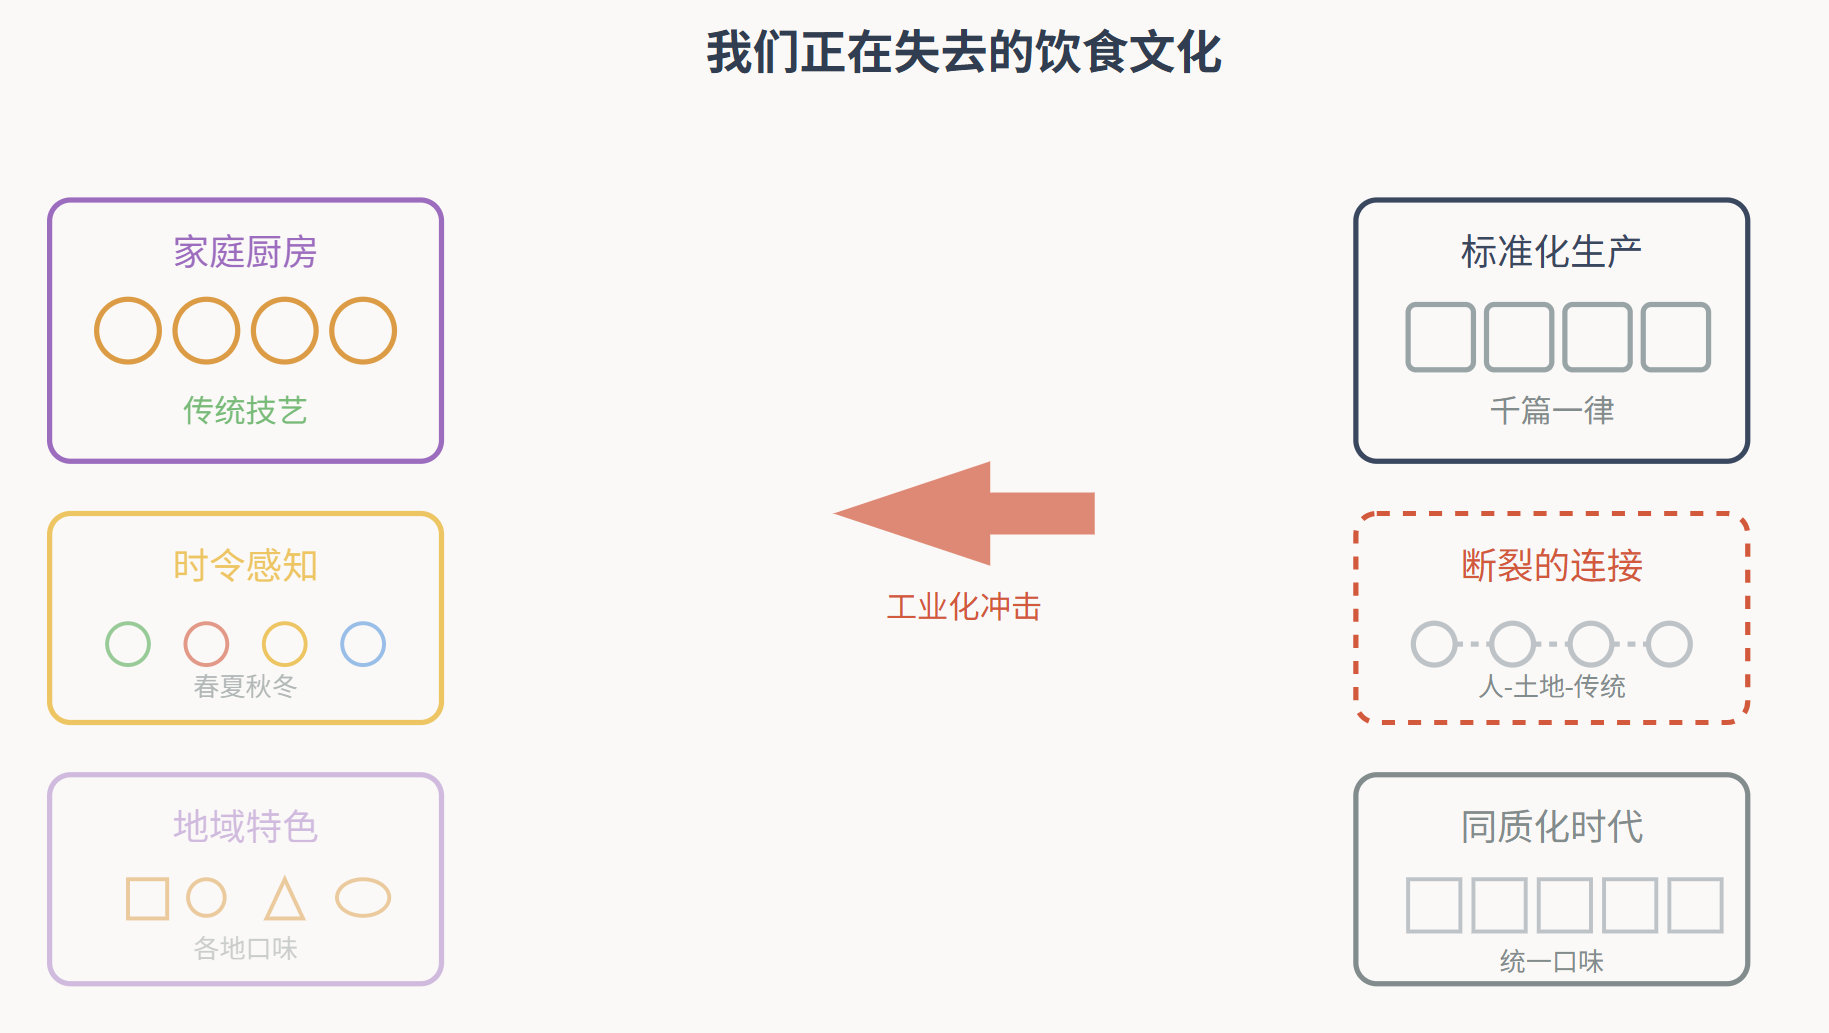 我们正在失去的饮食文化
家庭厨房
传统技艺
时令感知
春夏秋冬
地域特色
各地口味
工业化冲击
标准化生产
千篇一律
断裂的连接
人-土地-传统
同质化时代
统一口味